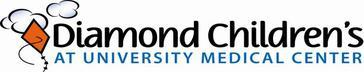 Diamond Children's
AT UNIVERSITY MEDICAL CENTER